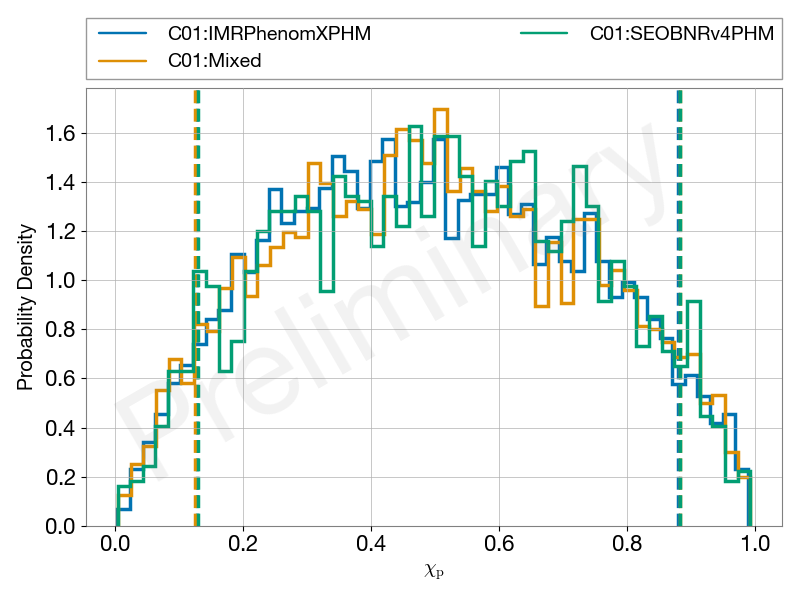 C01:IMRPhenomXPHM
C01:SEOBNRv4PHM
C01:Mixed
1.6
1.4
1.2
1.0
0.8
0.6
0.4
0.2
0.0
Probability Density
Preliminary
0.0 0.2 0.4 0.6 0.8 1.0
χp